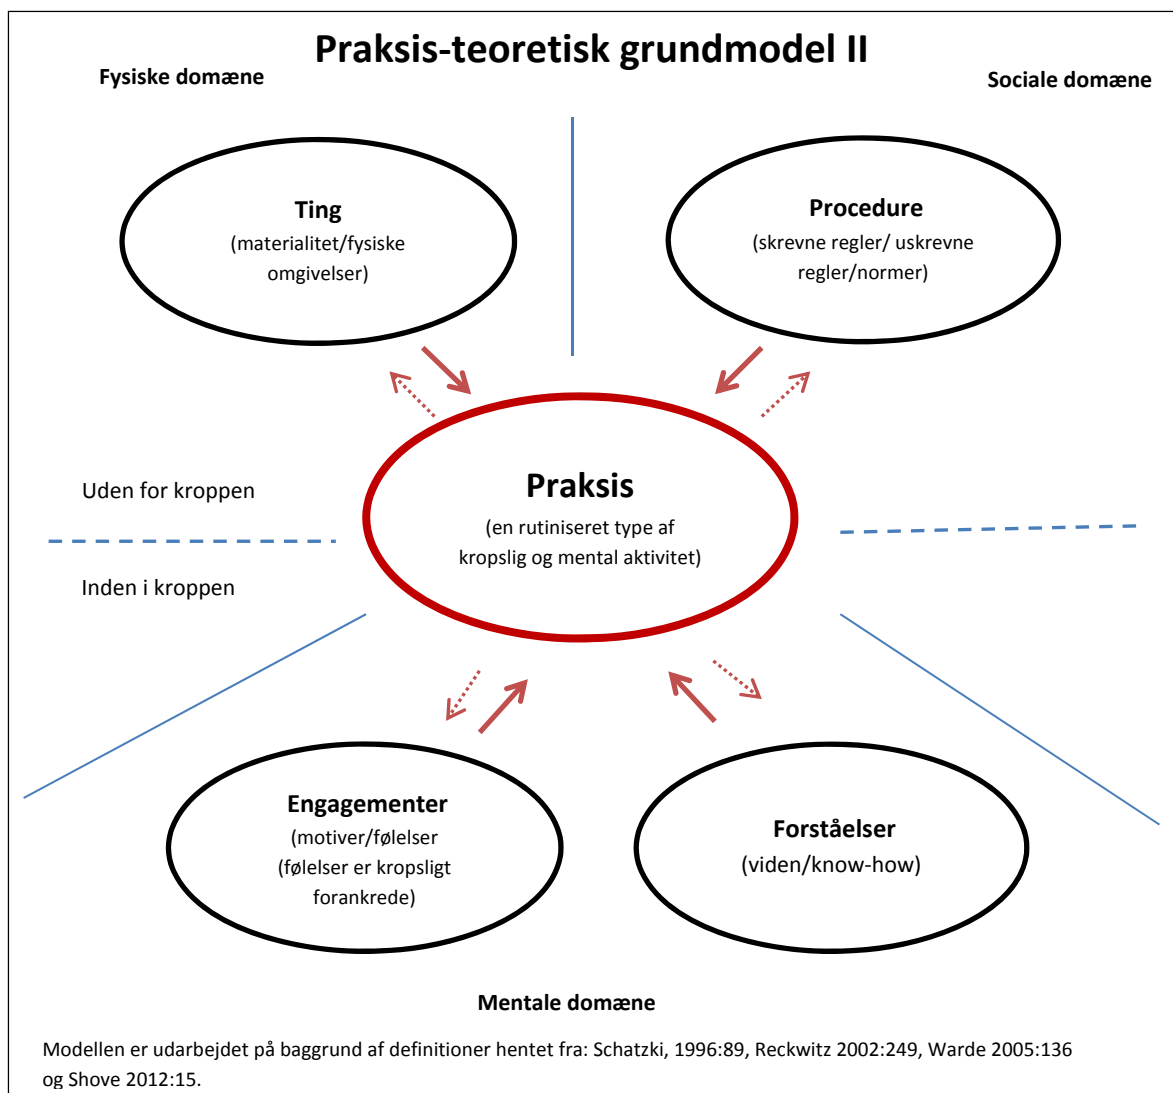 Praksis-teoretisk grundmodel II
Fysiske domæne
Sociale domæne
Ting
(materialitet/fysiske
omgivelser)
Procedure
(skrevne regler/ uskrevne
regler/normer)
Uden for kroppen
Inden i kroppen
Praksis
(en rutiniseret type af
kropslig og mental aktivitet)
Engagementer
(motiver/følelser
(følelser er kropsligt
forankrede)
Forståelser
(viden/know-how)
Mentale domæne
Modellen er udarbejdet på baggrund af definitioner hentet fra: Schatzki, 1996:89, Reckwitz 2002:249, Warde 2005:136
og Shove 2012:15.